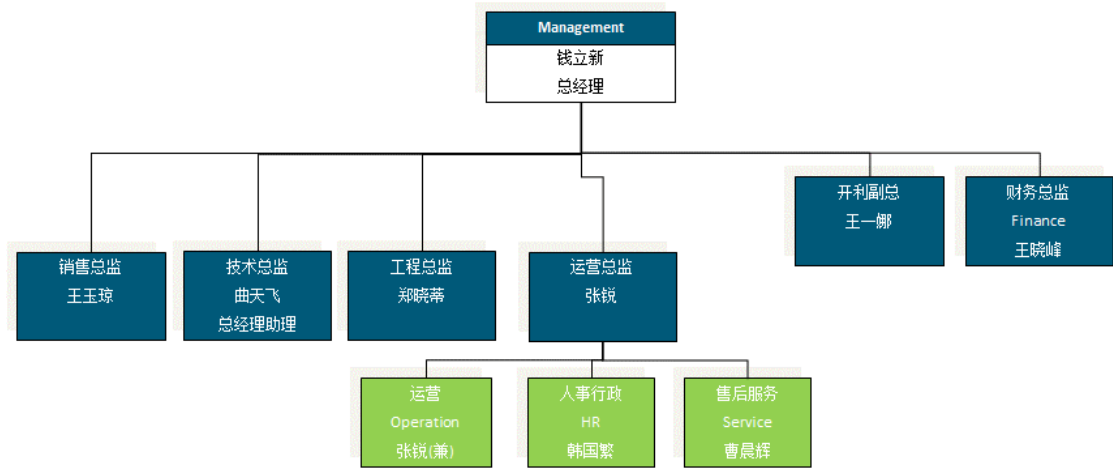 Management
钱立新
总经理
开利副总
王一娜
财务总监
Finance
王晓峰
销售总监
王玉琼
技术总监
曲天飞
总经理助理
工程总监
郑晓蒂
运营总监
张锐
运营
Operation
张锐(兼)
人事行政
HR
韩国繁
售后服务
Service
曹晨辉